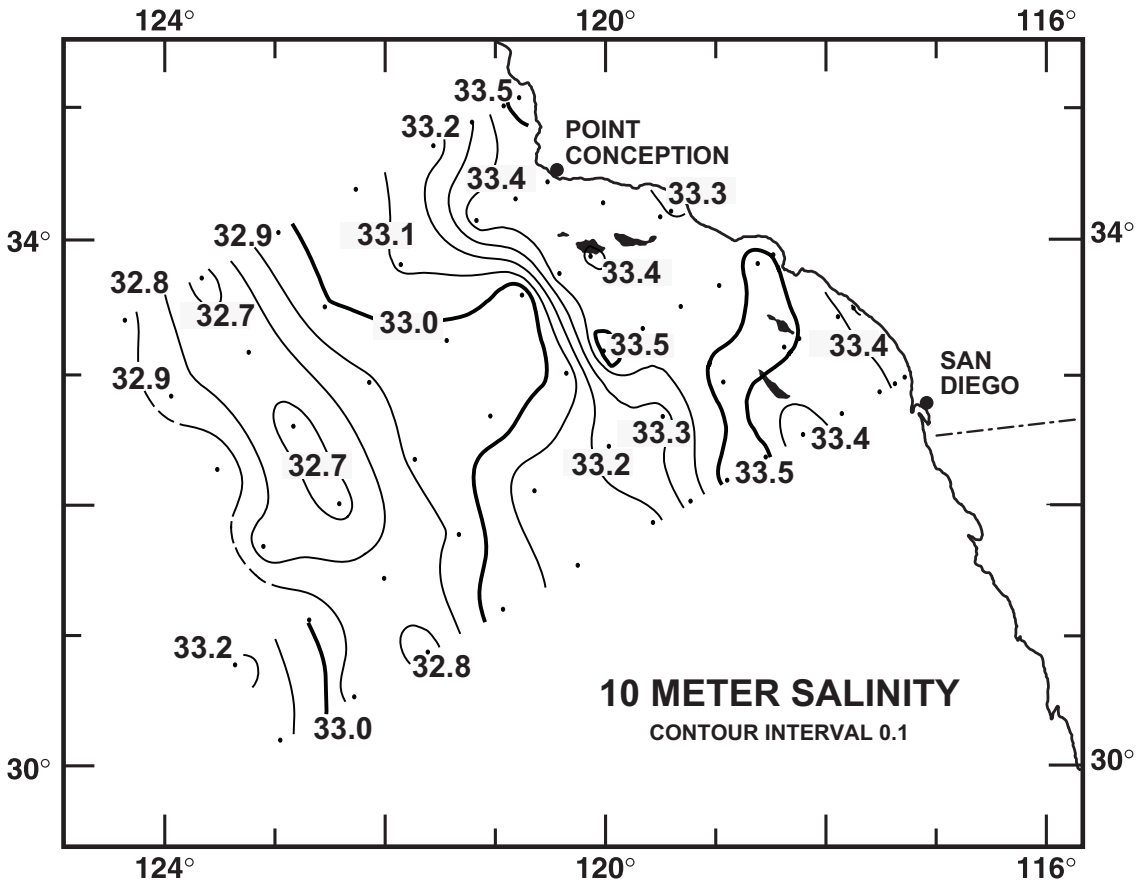 124° 120° 116°
33.5
33.2
POINT
CONCEPTION
33.4
33.3
34° 32.9 33.1 34°
33.4
32.8
32.7
33.0
33.5 33.4
32.9
SAN
DIEGO
33.3
33.4
32.7
33.2
33.5
33.2
32.8
10 METER SALINITY
33.0
CONTOUR INTERVAL 0.1
30° 30°
124° 120° 116°